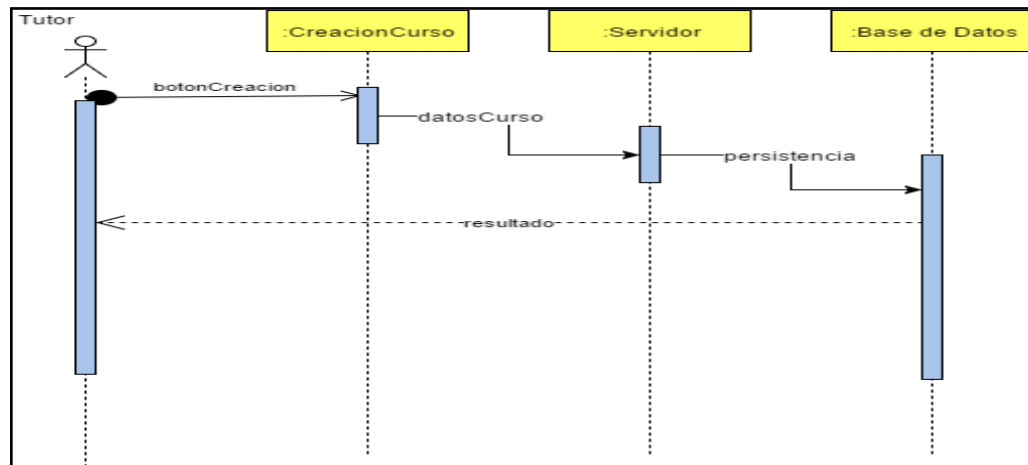 Tutor
:CreacionCurso
:Servidor
:Base de Datos
botonCreacion
datosCurso
persistencia
resultado